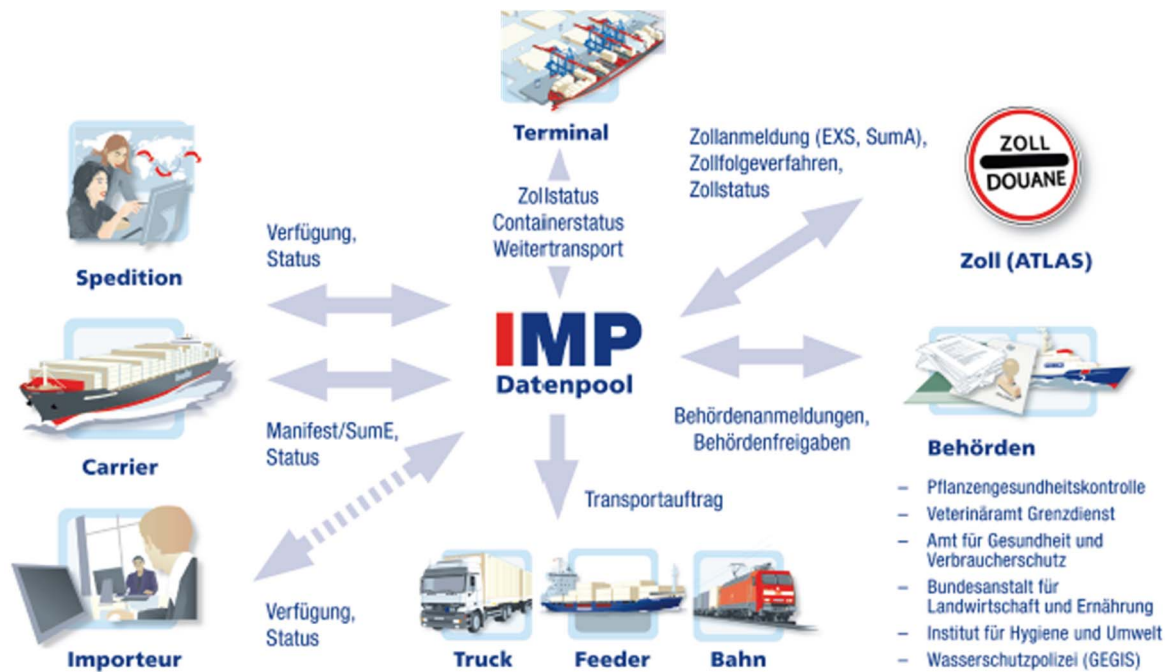 Terminal
Zollstatus
Containerstatus
Weitertransport
Spedition
Verfügung,
Status
Zollanmeldung (EXS, SumA),
Zollfolgeverfahren,
Zollstatus
ZOLL
DOUANE
Zoll (ATLAS)
IMP
Datenpool
Carrier
Manifest/SumE,
Status
Behördenanmeldungen,
Behördenfreigaben
Behörden
– Pflanzengesundheitskontrolle
– Veterinäramt Grenzdienst
– Amt für Gesundheit und
Verbraucherschutz
– Bundesanstalt für
Landwirtschaft und Ernährung
– Institut für Hygiene und Umwelt
– Wasserschutzpolizei (GEGIS)
Importeur
Verfügung,
Status
Transportauftrag
Truck
Feeder
Bahn